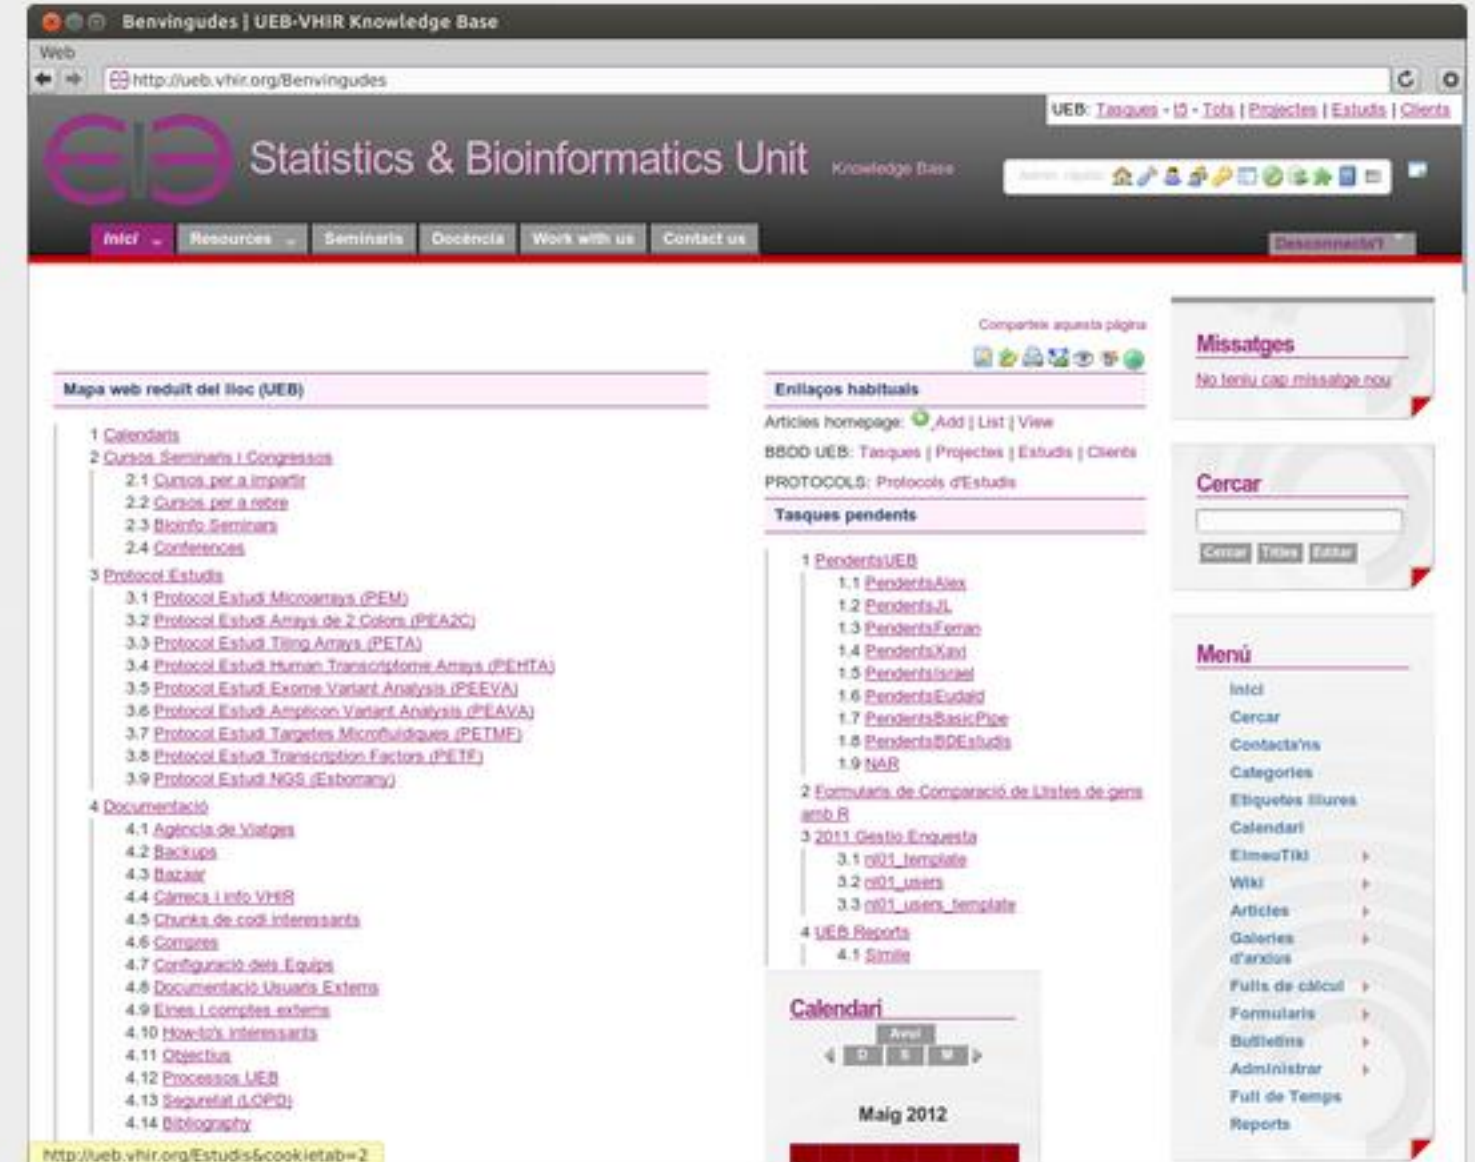 Benvingudes | UEB-VHIR Knowledge Base
Web
http://ueb.vhir.org/Benvingudes
UEB: Tasques - t5 - Tots | Projectes | Estudis | Clients
Statistics & Bioinformatics Unit Knowledge Base
Inici Resources Seminaris Docència Work with us Contact us
Desconnecta't
Comparteix aquesta pàgina
Mapa web reduït del lloc (UEB)
1 Calendaris
2 Cursos Seminaris i Congressos
2.1 Cursos per a impartir
2.2 Cursos per a rebre
2.3 Bioinfo Seminars
2.4 Conferences
3 Protocol Estudis
3.1 Protocol Estudi Microarrays (PEM)
3.2 Protocol Estudi Arrays de 2 Colors (PEA2C)
3.3 Protocol Estudi Tiling Arrays (PETA)
3.4 Protocol Estudi Human Transcriptome Arrays (PEHTA)
3.5 Protocol Estudi Exome Variant Analysis (PEEVA)
3.6 Protocol Estudi Amplicon Variant Analysis (PEAVA)
3.7 Protocol Estudi Targetes Microfluídiques (PETMF)
3.8 Protocol Estudi Transcription Factors (PETF)
3.9 Protocol Estudi NGS (Esborrany)
4 Documentació
4.1 Agència de Viatges
4.2 Backups
4.3 Bazaar
4.4 Càrrecs i info VHIR
4.5 Chunks de codi interessants
4.6 Compres
4.7 Configuració dels Equips
4.8 Documentació Usuaris Externs
4.9 Eines i comptes externs
4.10 How-to's interessants
4.11 Objectius
4.12 Processos UEB
4.13 Seguretat (LOPD)
4.14 Bibliography
http://ueb.vhir.org/Estudis&cookietab=2
Enllaços habituals
Articles homepage: Add | List | View
BBDD UEB: Tasques | Projectes | Estudis | Clients
PROTOCOLS: Protocols d'Estudis
Tasques pendents
1 PendentsUEB
1.1 PendentsAlex
1.2 PendentsJL
1.3 PendentsFerran
1.4 PendentsXavi
1.5 PendentsIsrael
1.6 PendentsEudald
1.7 PendentsBasicPipe
1.8 PendentsBDEstudis
1.9 NAR
2 Formularis de Comparació de Llistes de gens
amb R
3 2011 Gestio Enquesta
3.1 nl01_template
3.2 nl01_users
3.3 nl01_users_template
4 UEB Reports
4.1 Simile
Calendari
Avui
D S M
Maig 2012
Missatges
No teniu cap missatge nou
Cercar
Cercar Titles Editar
Menú
Inici
Cercar
Contacta'ns
Categories
Etiquetes lliures
Calendari
ElmeuTiki
Wiki
Articles
Galeries
d'arxius
Fulls de càlcul
Formularis
Butlletins
Administrar
Full de Temps
Reports